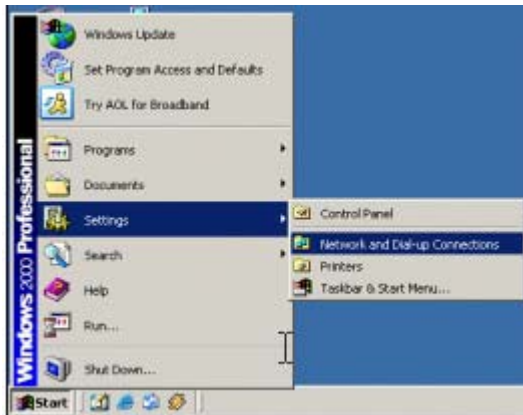 Windows Update
Set Program Access and Defaults
Try AOL for Broadband
Programs
Documents
Settings
Search
Help
Run...
Shut Down...
Control Panel
Network and Dial-up Connections
Printers
Taskbar & Start Menu...
Windows 2000 Professional
Start